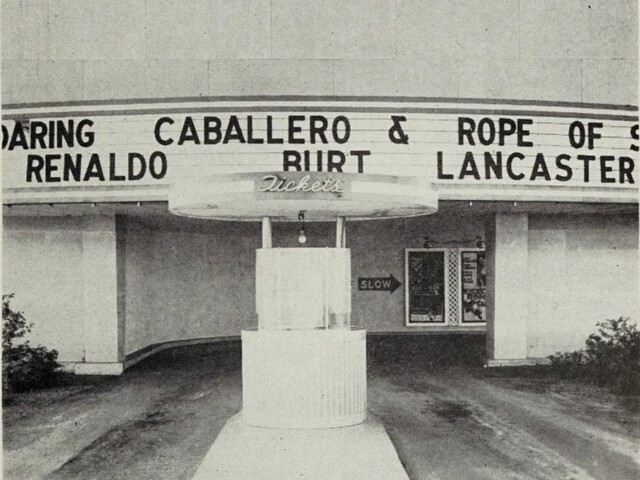 DARING CABALLERO & ROPE OF S
RENALDO BURT LANCASTER
Tickets
SLOW